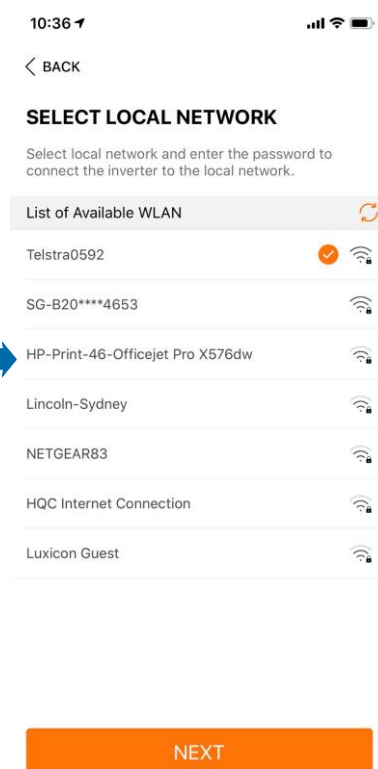 10:36
BACK
SELECT LOCAL NETWORK
Select local network and enter the password to
connect the inverter to the local network.
List of Available WLAN
Telstra0592
SG-B20****4653
HP-Print-46-Officejet Pro X576dw
Lincoln-Sydney
NETGEAR83
HQC Internet Connection
Luxicon Guest
NEXT